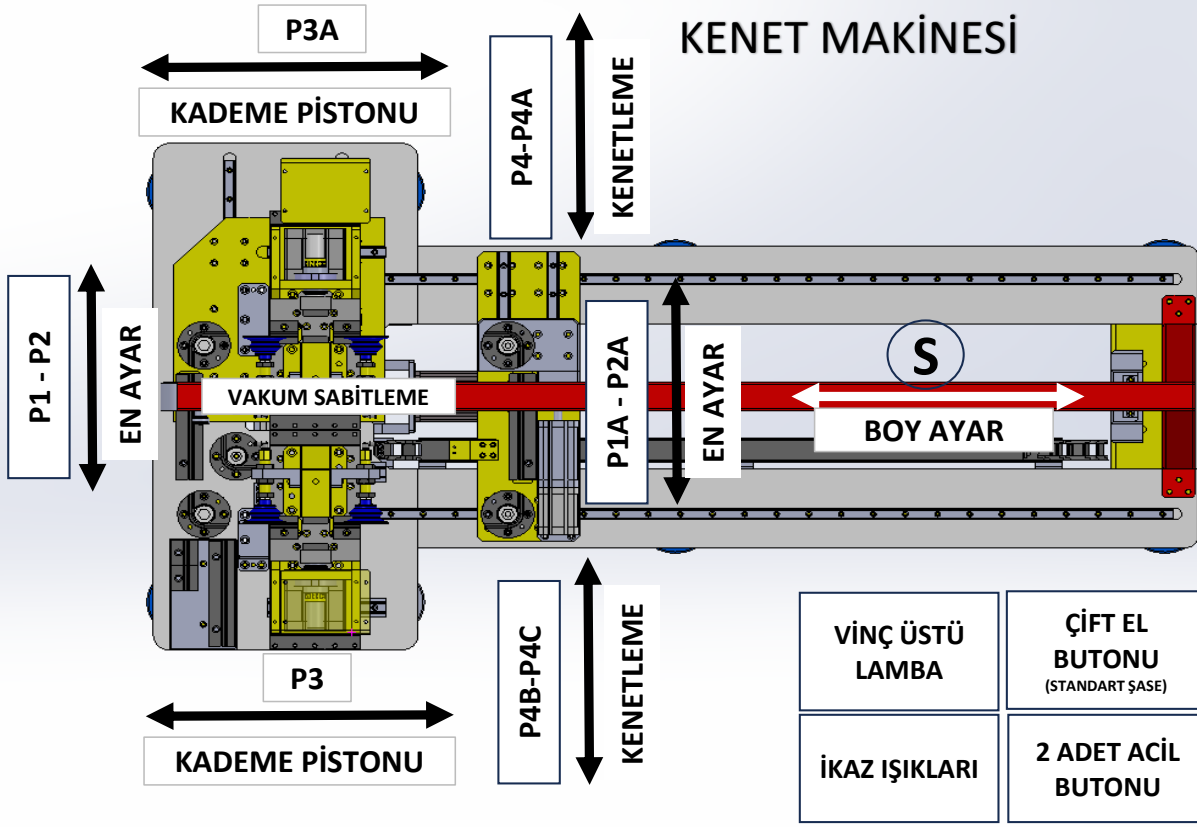 KENET MAKİNESİ
P3A
KADEME PİSTONU
P4-P4A
KENETLEME
P1 - P2
EN AYAR
VAKUM SABİTLEME
P1A - P2A
EN AYAR
S
BOY AYAR
P3
KADEME PİSTONU
P4B-P4C
KENETLEME
VİNÇ ÜSTÜ
LAMBA
ÇİFT EL
BUTONU
(STANDART ŞASE)
İKAZ IŞIKLARI
2 ADET ACİL
BUTONU